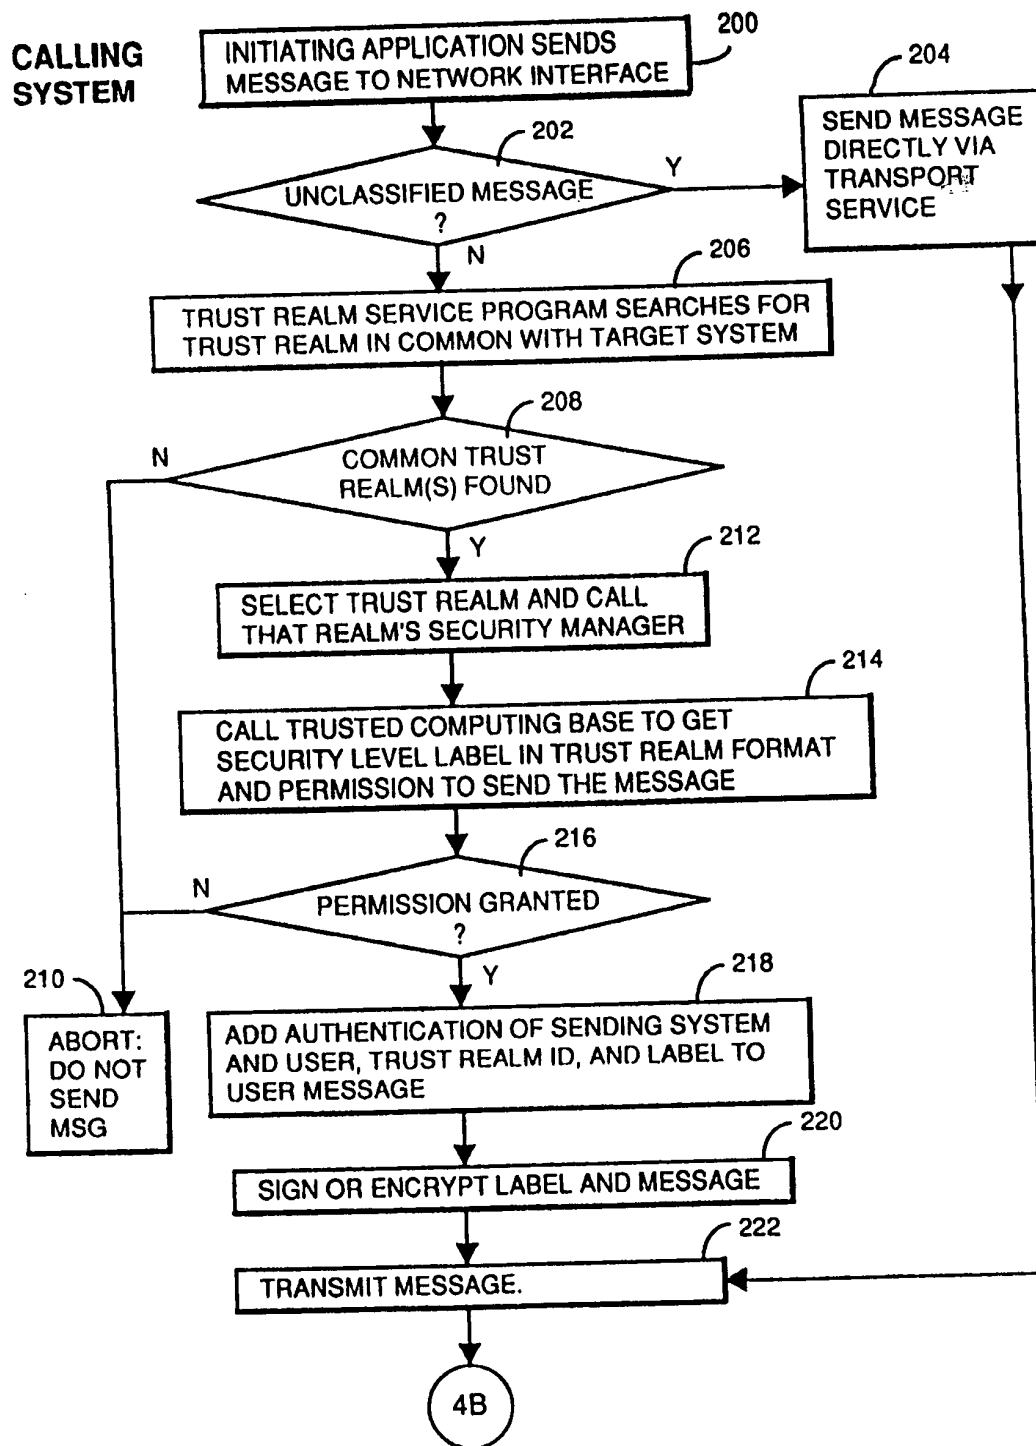 CALLING
SYSTEM
200
INITIATING APPLICATION SENDS
MESSAGE TO NETWORK INTERFACE
202
UNCLASSIFIED MESSAGE
?
Y
N
204
SEND MESSAGE
DIRECTLY VIA
TRANSPORT
SERVICE
206
TRUST REALM SERVICE PROGRAM SEARCHES FOR
TRUST REALM IN COMMON WITH TARGET SYSTEM
208
N
COMMON TRUST
REALM(S) FOUND
Y
212
SELECT TRUST REALM AND CALL
THAT REALM'S SECURITY MANAGER
214
CALL TRUSTED COMPUTING BASE TO GET
SECURITY LEVEL LABEL IN TRUST REALM FORMAT
AND PERMISSION TO SEND THE MESSAGE
216
N
PERMISSION GRANTED
?
Y
210
ABORT:
DO NOT
SEND
MSG
218
ADD AUTHENTICATION OF SENDING SYSTEM
AND USER, TRUST REALM ID, AND LABEL TO
USER MESSAGE
220
SIGN OR ENCRYPT LABEL AND MESSAGE
222
TRANSMIT MESSAGE.
4B